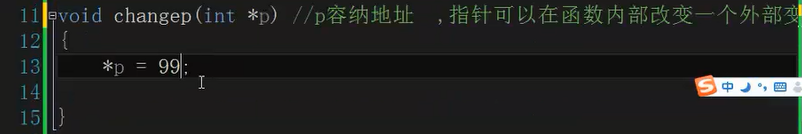 11 void changep(int *p) //p容纳地址 ,指针可以在函数内部改变一个外部变
12 {
13 *p = 99;
14
15 }
中